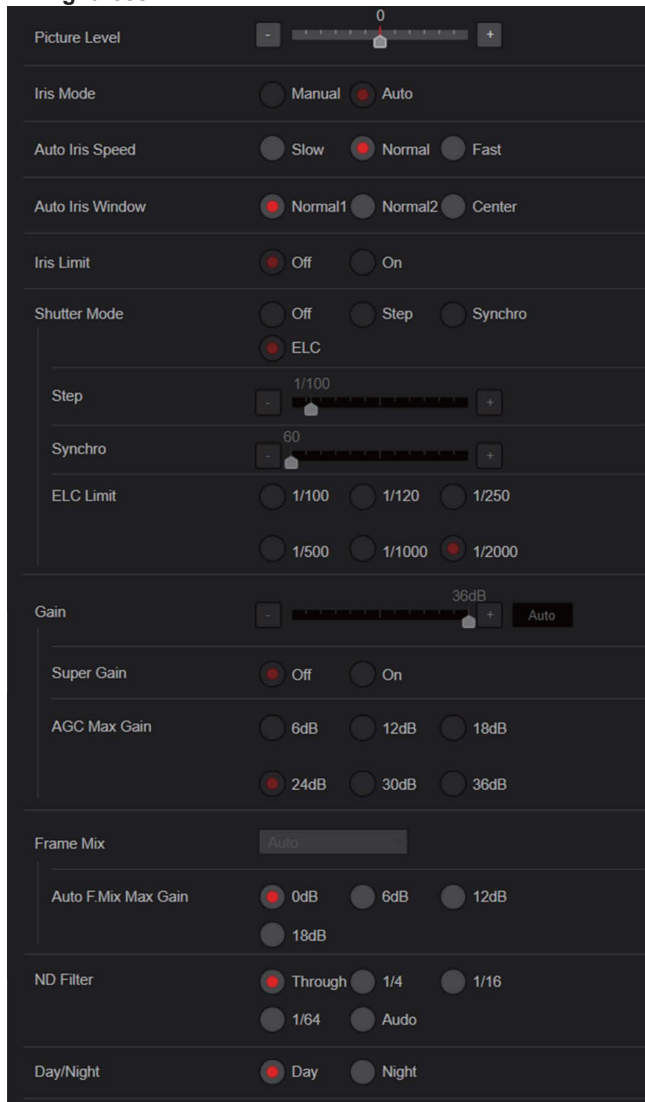 0
Picture Level - +
Iris Mode Manual Auto
Auto Iris Speed Slow Normal Fast
Auto Iris Window Normal1 Normal2 Center
Iris Limit Off On
Shutter Mode Off Step Synchro
ELC
1/100
Step - +
60
Synchro - +
ELC Limit 1/100 1/120 1/250
1/500 1/1000 1/2000
36dB
Gain - + Auto
Super Gain Off On
AGC Max Gain 6dB 12dB 18dB
24dB 30dB 36dB
Frame Mix Auto
Auto F.Mix Max Gain 0dB 6dB 12dB
18dB
ND Filter Through 1/4 1/16
1/64 Audo
Day/Night Day Night